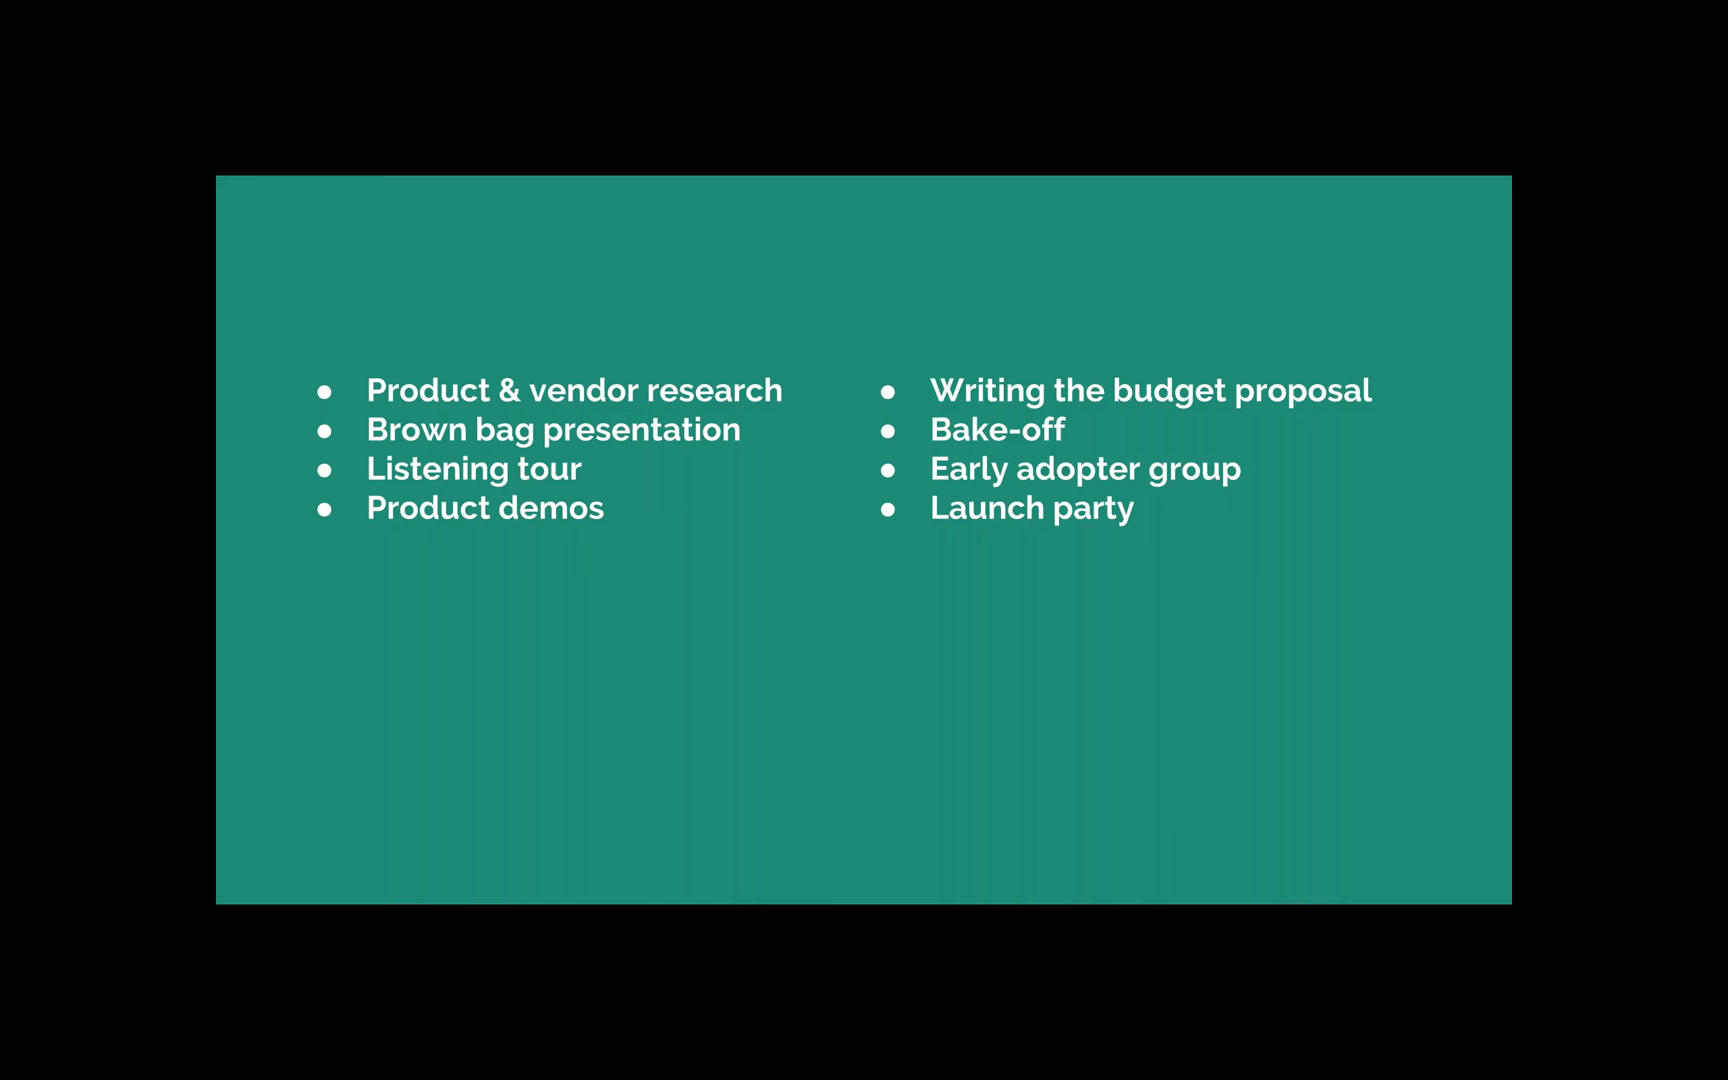 ● Product & vendor research
● Brown bag presentation
● Listening tour
● Product demos
● Writing the budget proposal
● Bake-off
● Early adopter group
● Launch party